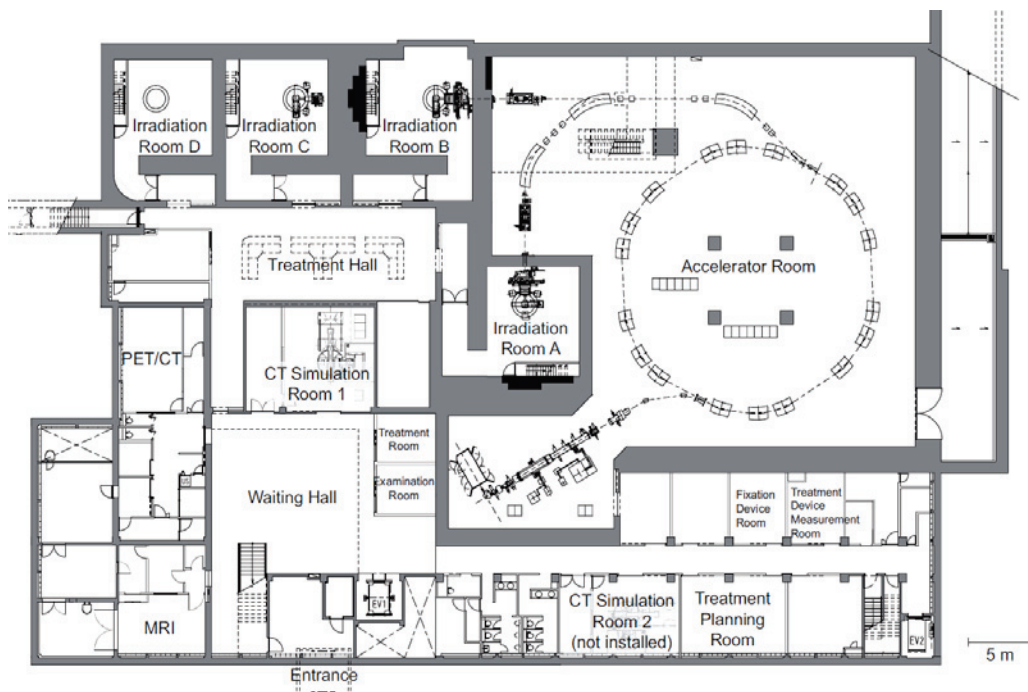 Irradiation
Room D
Irradiation
Room C
Irradiation
Room B
Treatment Hall
Accelerator Room
Irradiation
Room A
PET/CT
CT Simulation
Room 1
Treatment
Room
Examination
Room
Waiting Hall
US
Fixation
Device
Room
Treatment
Device
Measurement
Room
MRI
EV1
CT Simulation
Room 2
(not installed)
Treatment
Planning
Room
EV2
5 m
Entrance